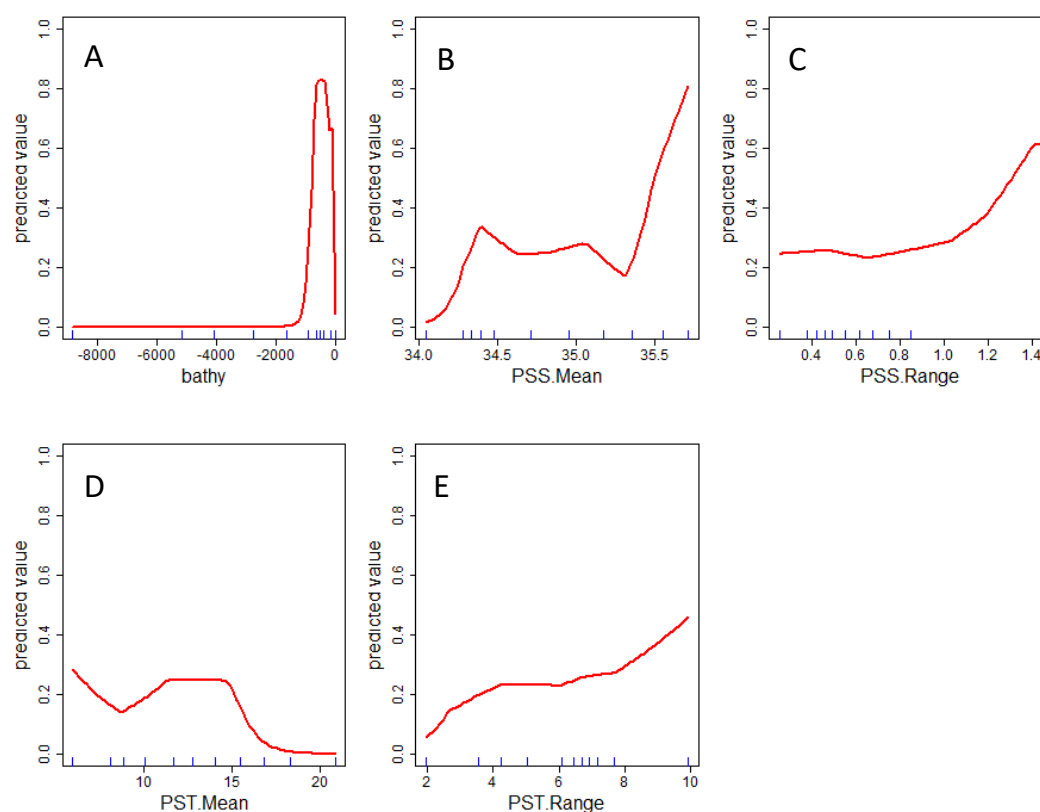 A
predicted value
0.0 0.2 0.4 0.6 0.8 1.0
-8000 -6000 -4000 -2000 0
bathy
B
predicted value
0.0 0.2 0.4 0.6 0.8 1.0
34.0 34.5 35.0 35.5
PSS.Mean
C
predicted value
0.0 0.2 0.4 0.6 0.8 1.0
0.4 0.6 0.8 1.0 1.2 1.4
PSS.Range
D
predicted value
0.0 0.2 0.4 0.6 0.8 1.0
10 15 20
PST.Mean
E
predicted value
0.0 0.2 0.4 0.6 0.8 1.0
2 4 6 8 10
PST.Range